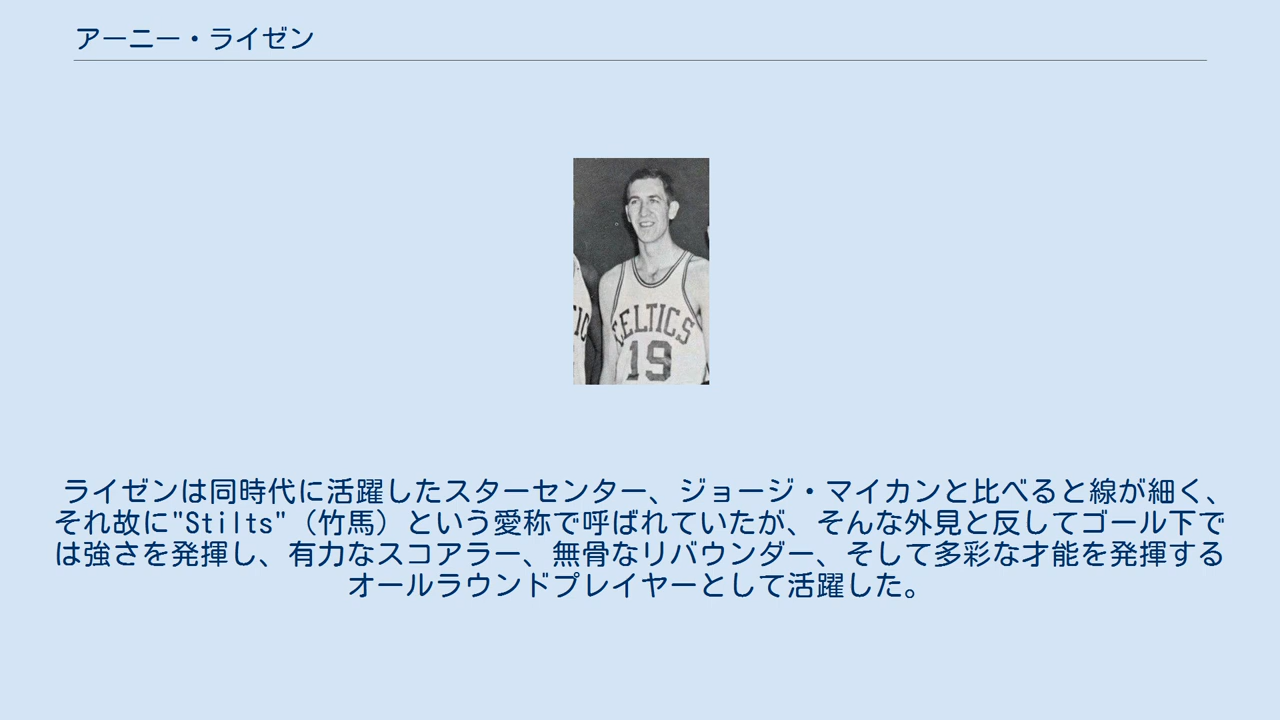 アーニー・ライゼン
CELTICS
19
TIC
ライゼンは同時代に活躍したスターセンター、ジョージ・マイカンと比べると線が細く、
それ故に"Stilts"（竹馬）という愛称で呼ばれていたが、そんな外見と反してゴール下で
は強さを発揮し、有力なスコアラー、無骨なリバウンダー、そして多彩な才能を発揮する
オールラウンドプレイヤーとして活躍した。